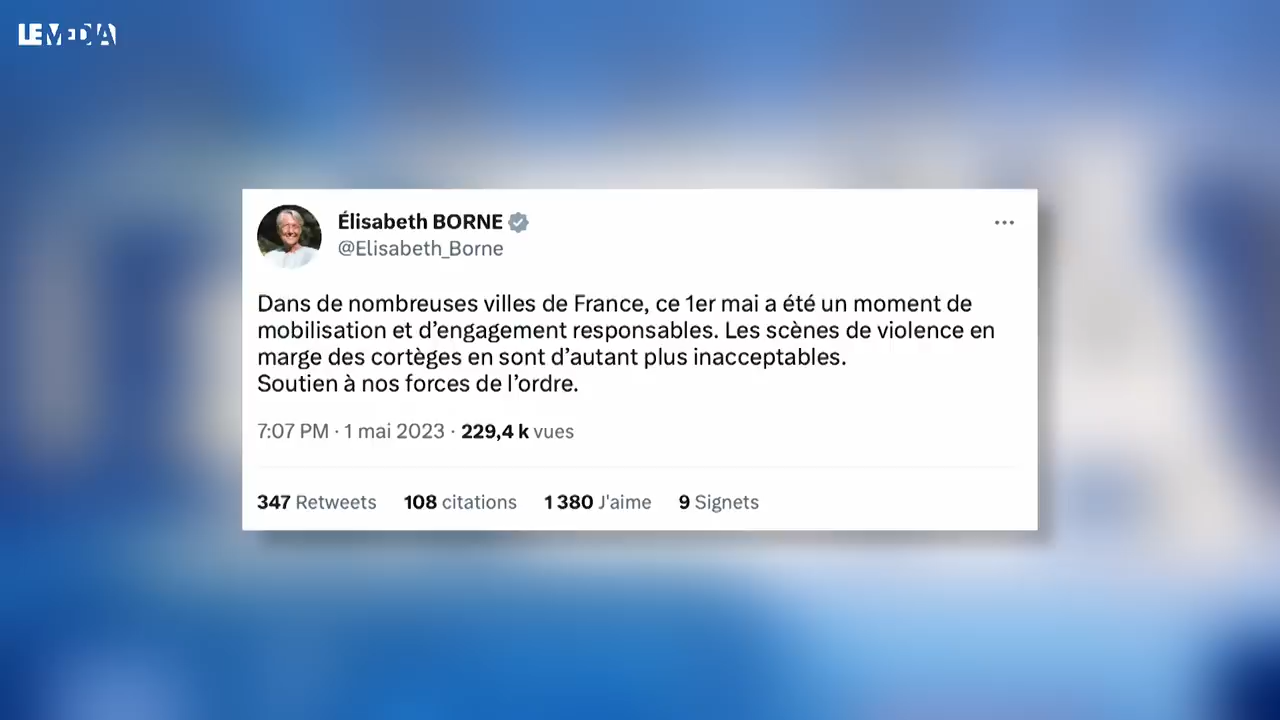 LEMEDIA
Élisabeth BORNE
@Elisabeth_Borne
Dans de nombreuses villes de France, ce 1er mai a été un moment de
mobilisation et d’engagement responsables. Les scènes de violence en
marge des cortèges en sont d’autant plus inacceptables.
Soutien à nos forces de l’ordre.
7:07 PM · 1 mai 2023 · 229,4 k vues
347 Retweets 108 citations 1 380 J'aime 9 Signets